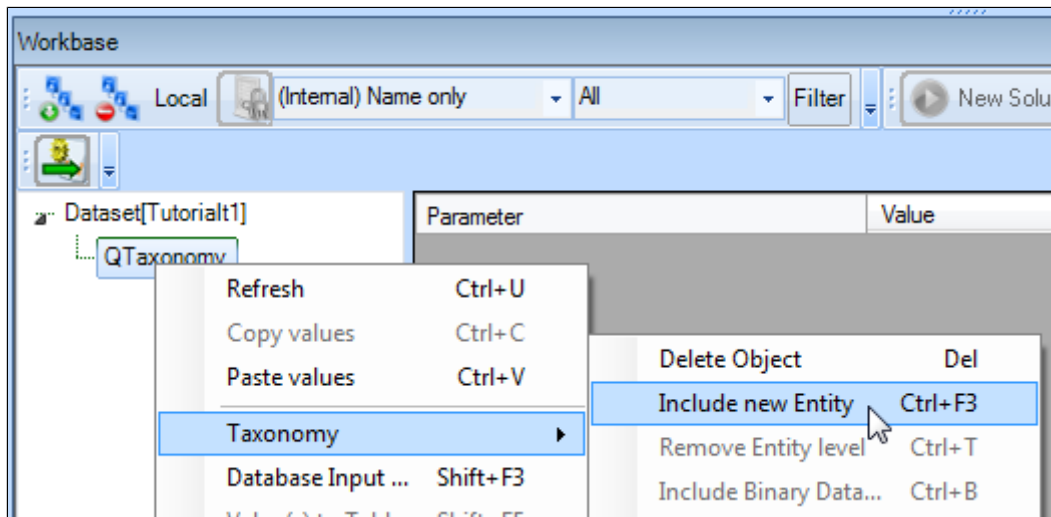 Workbase
Local (Internal) Name only All Filter New Solu
Dataset[Tutorialt1] Parameter Value
QTaxonomy
Refresh Ctrl+U
Copy values Ctrl+C
Delete Object Del
Paste values Ctrl+V
Include new Entity Ctrl+F3
Taxonomy
Remove Entity level Ctrl+T
Database Input ... Shift+F3
Include Binary Data... Ctrl+B